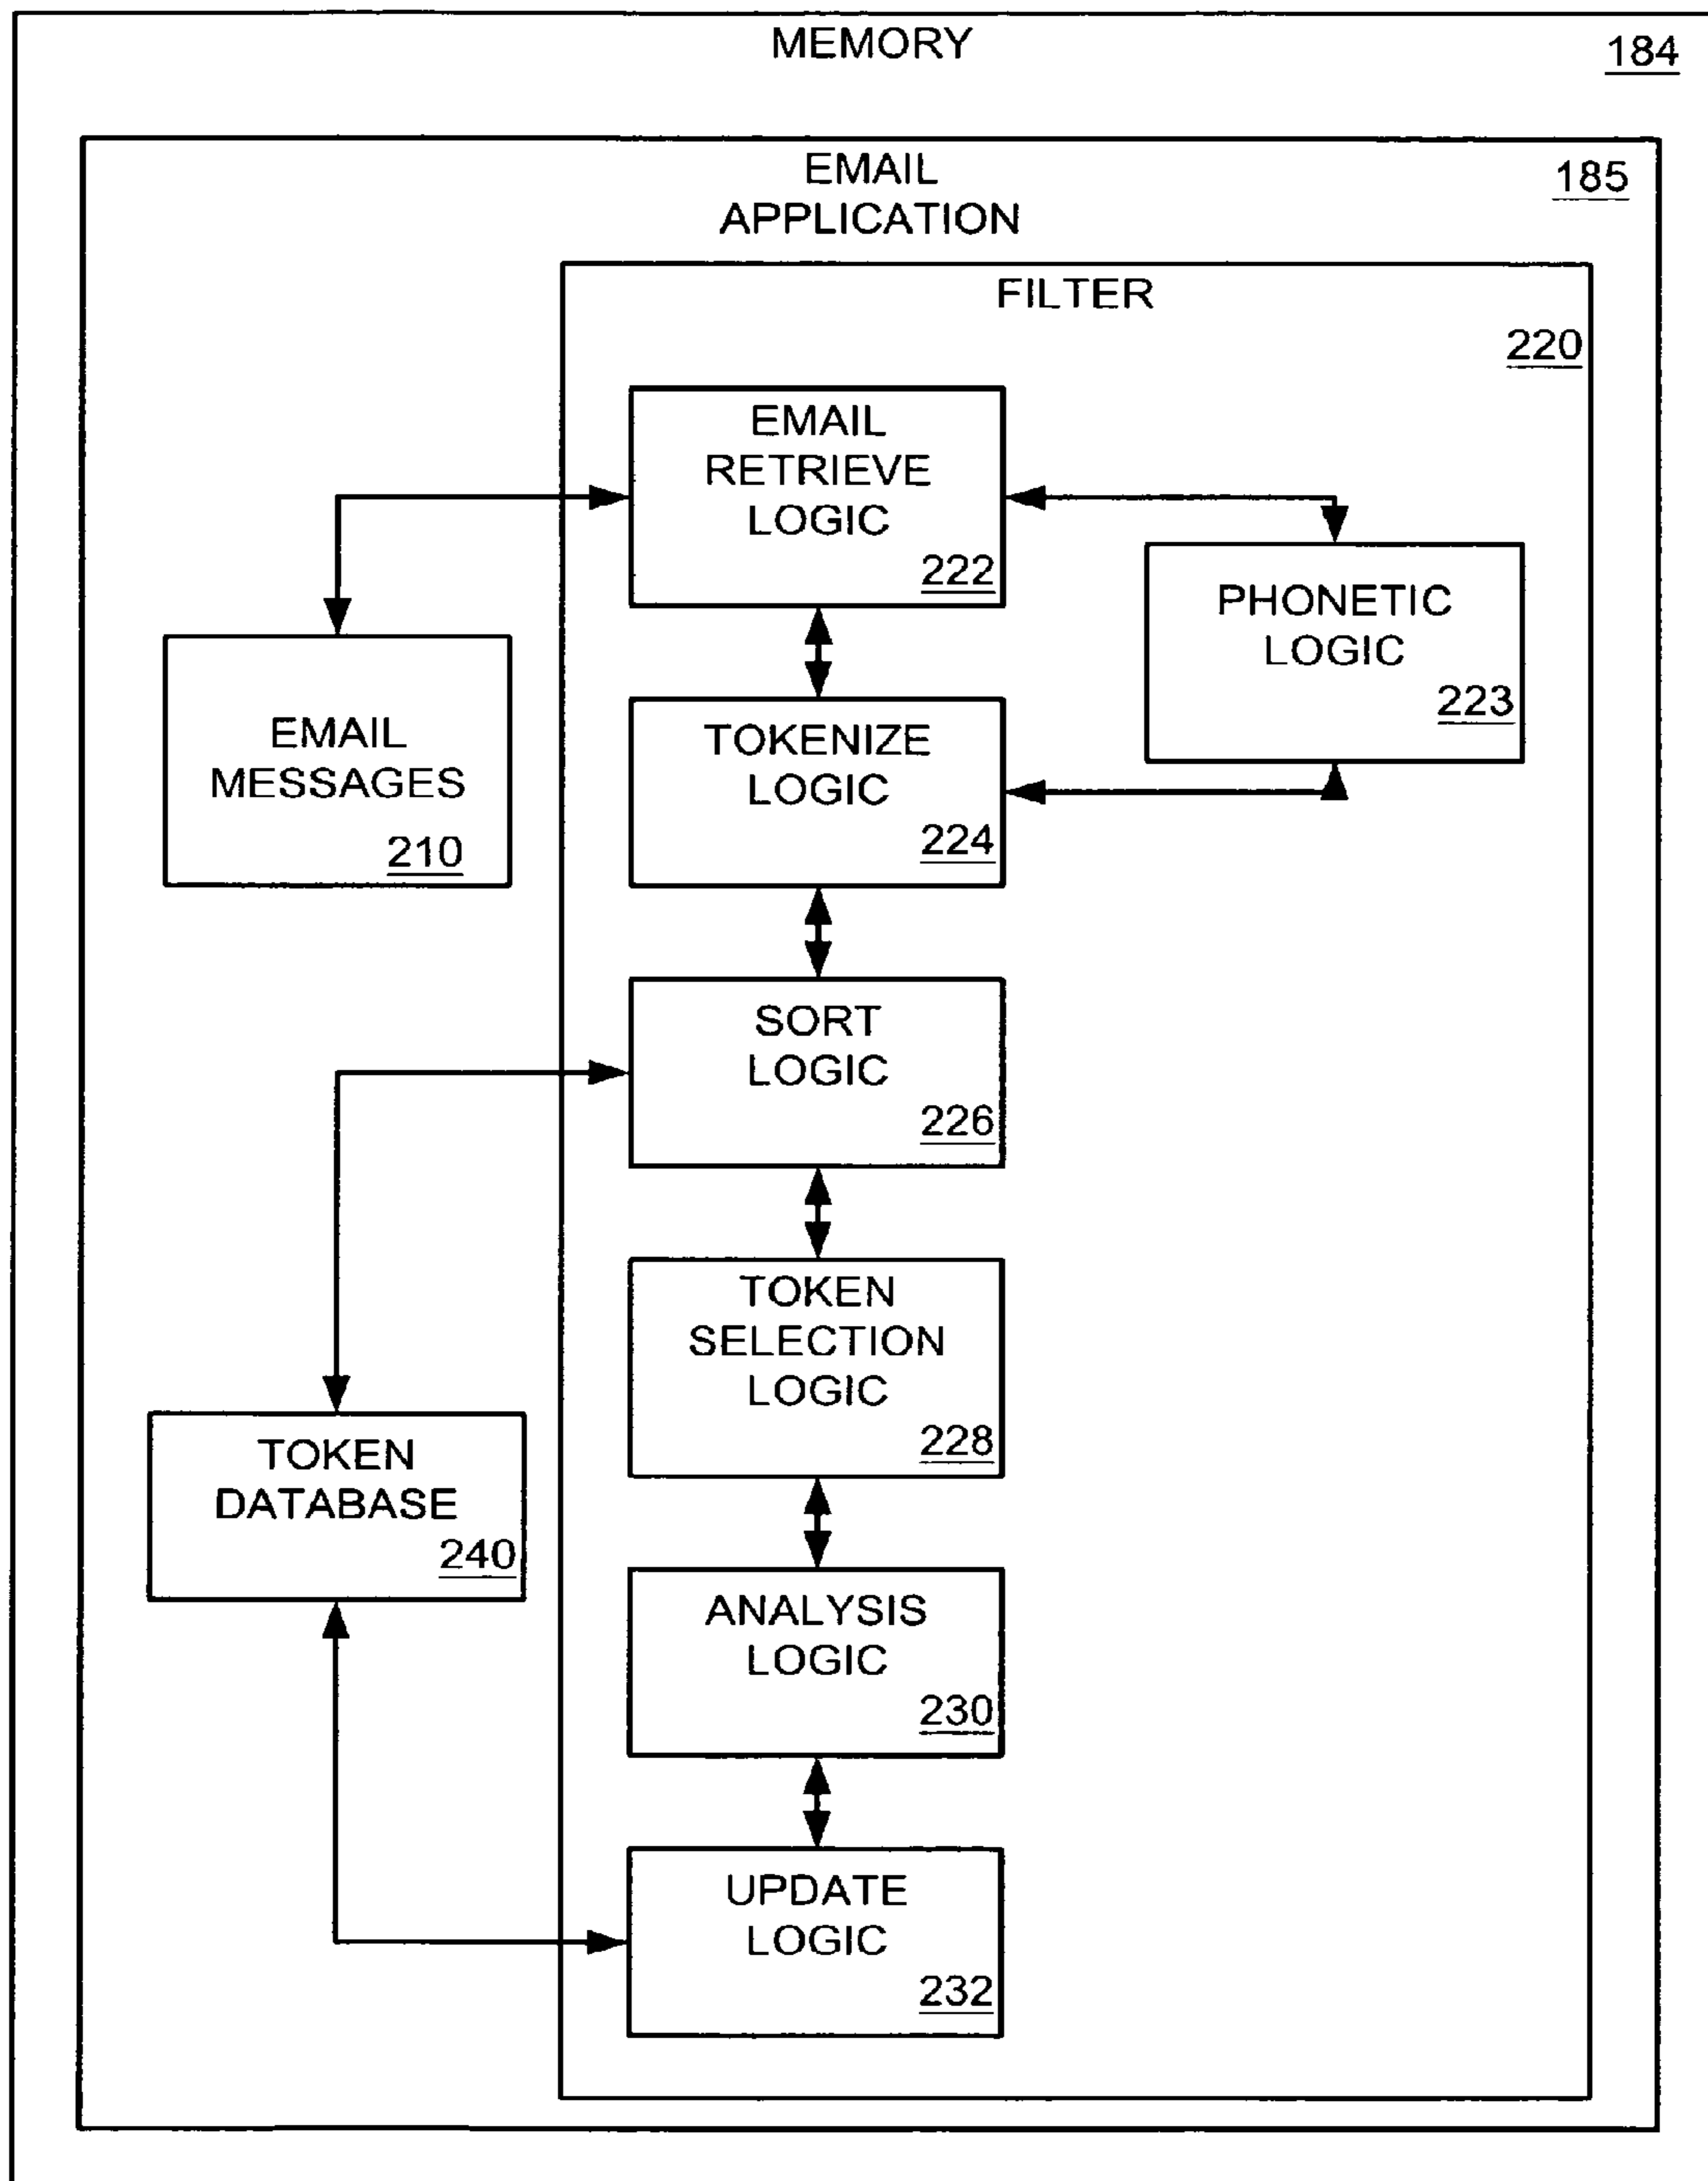 MEMORY
184
EMAIL
APPLICATION
185
FILTER
220
EMAIL
RETRIEVE
LOGIC
222
PHONETIC
LOGIC
223
EMAIL
MESSAGES
210
TOKENIZE
LOGIC
224
SORT
LOGIC
226
TOKEN
SELECTION
LOGIC
228
TOKEN
DATABASE
240
ANALYSIS
LOGIC
230
UPDATE
LOGIC
232